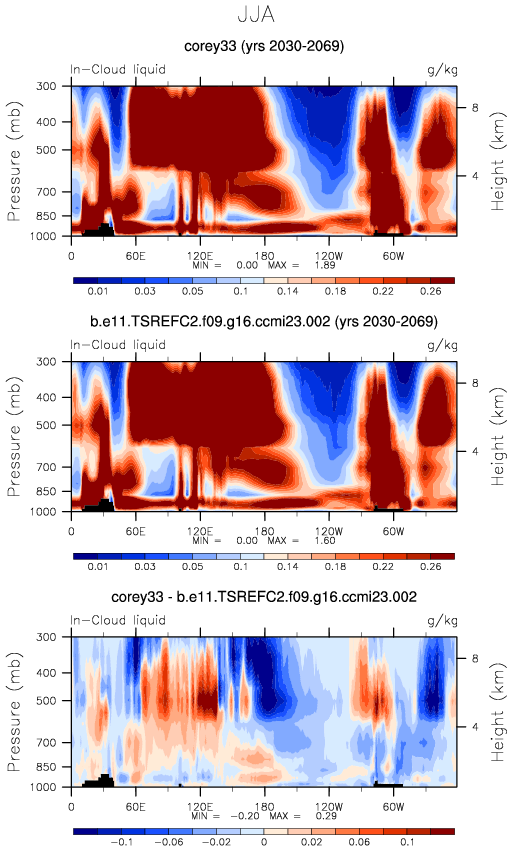 JJA
corey33 (yrs 2030-2069)
In-Cloud liquid g/kg
300
400
500
700
850
1000
Pressure (mb)
8
4
Height (km)
0 60E 120E 180 120W 60W
MIN = 0.00 MAX = 1.89
0.01 0.03 0.05 0.1 0.14 0.18 0.22 0.26
b.e11.TSREFC2.f09.g16.ccmi23.002 (yrs 2030-2069)
In-Cloud liquid g/kg
300
400
500
700
850
1000
Pressure (mb)
8
4
Height (km)
0 60E 120E 180 120W 60W
MIN = 0.00 MAX = 1.60
0.01 0.03 0.05 0.1 0.14 0.18 0.22 0.26
corey33 - b.e11.TSREFC2.f09.g16.ccmi23.002
In-Cloud liquid g/kg
300
400
500
700
850
1000
Pressure (mb)
8
4
Height (km)
0 60E 120E 180 120W 60W
MIN = -0.20 MAX = 0.29
-0.1 -0.06 -0.02 0 0.02 0.06 0.1